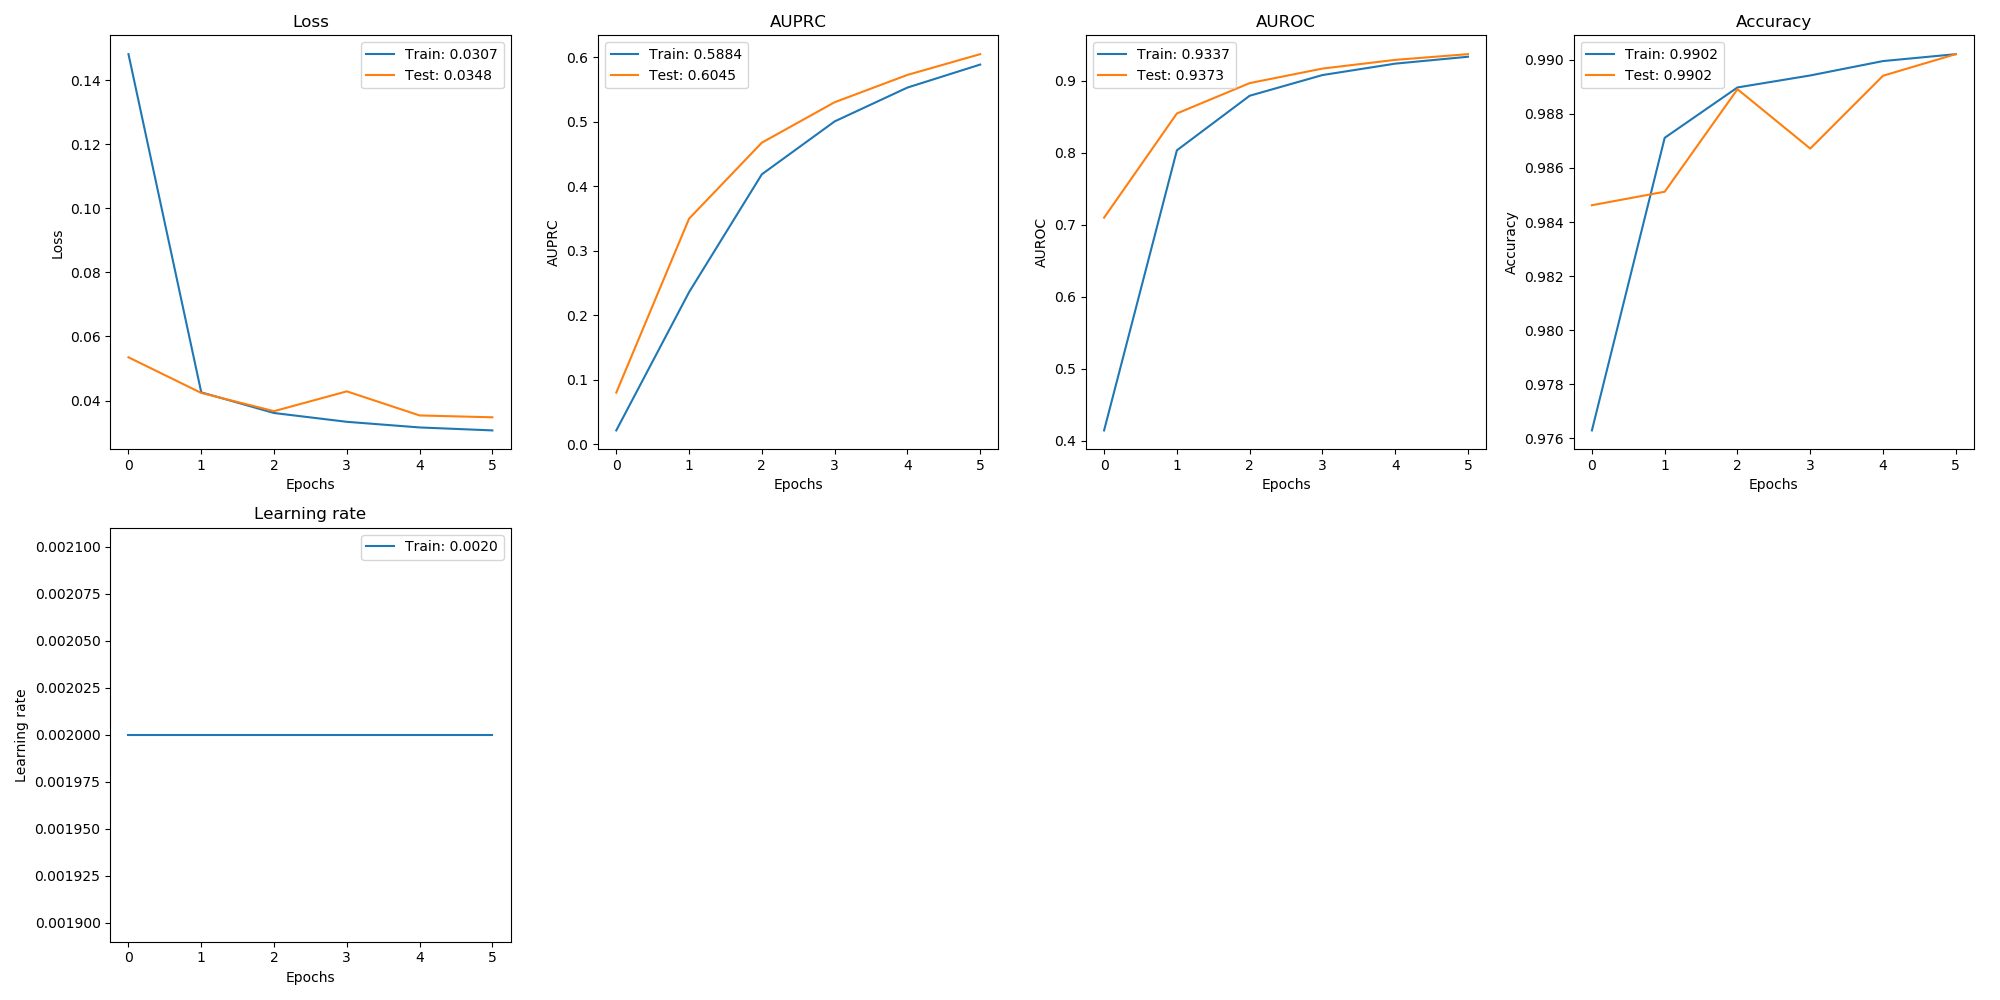 Loss
Train: 0.0307
Test: 0.0348
0.14
0.12
0.10
0.08
0.06
0.04
Loss
0 1 2 3 4 5
Epochs
AUPRC
Train: 0.5884
Test: 0.6045
0.6
0.5
0.4
0.3
0.2
0.1
0.0
AUPRC
0 1 2 3 4 5
Epochs
AUROC
Train: 0.9337
Test: 0.9373
0.9
0.8
0.7
0.6
0.5
0.4
AUROC
0 1 2 3 4 5
Epochs
Accuracy
Train: 0.9902
Test: 0.9902
0.990
0.988
0.986
0.984
0.982
0.980
0.978
0.976
Accuracy
0 1 2 3 4 5
Epochs
Learning rate
Train: 0.0020
0.002100
0.002075
0.002050
0.002025
0.002000
0.001975
0.001950
0.001925
0.001900
Learning rate
0 1 2 3 4 5
Epochs